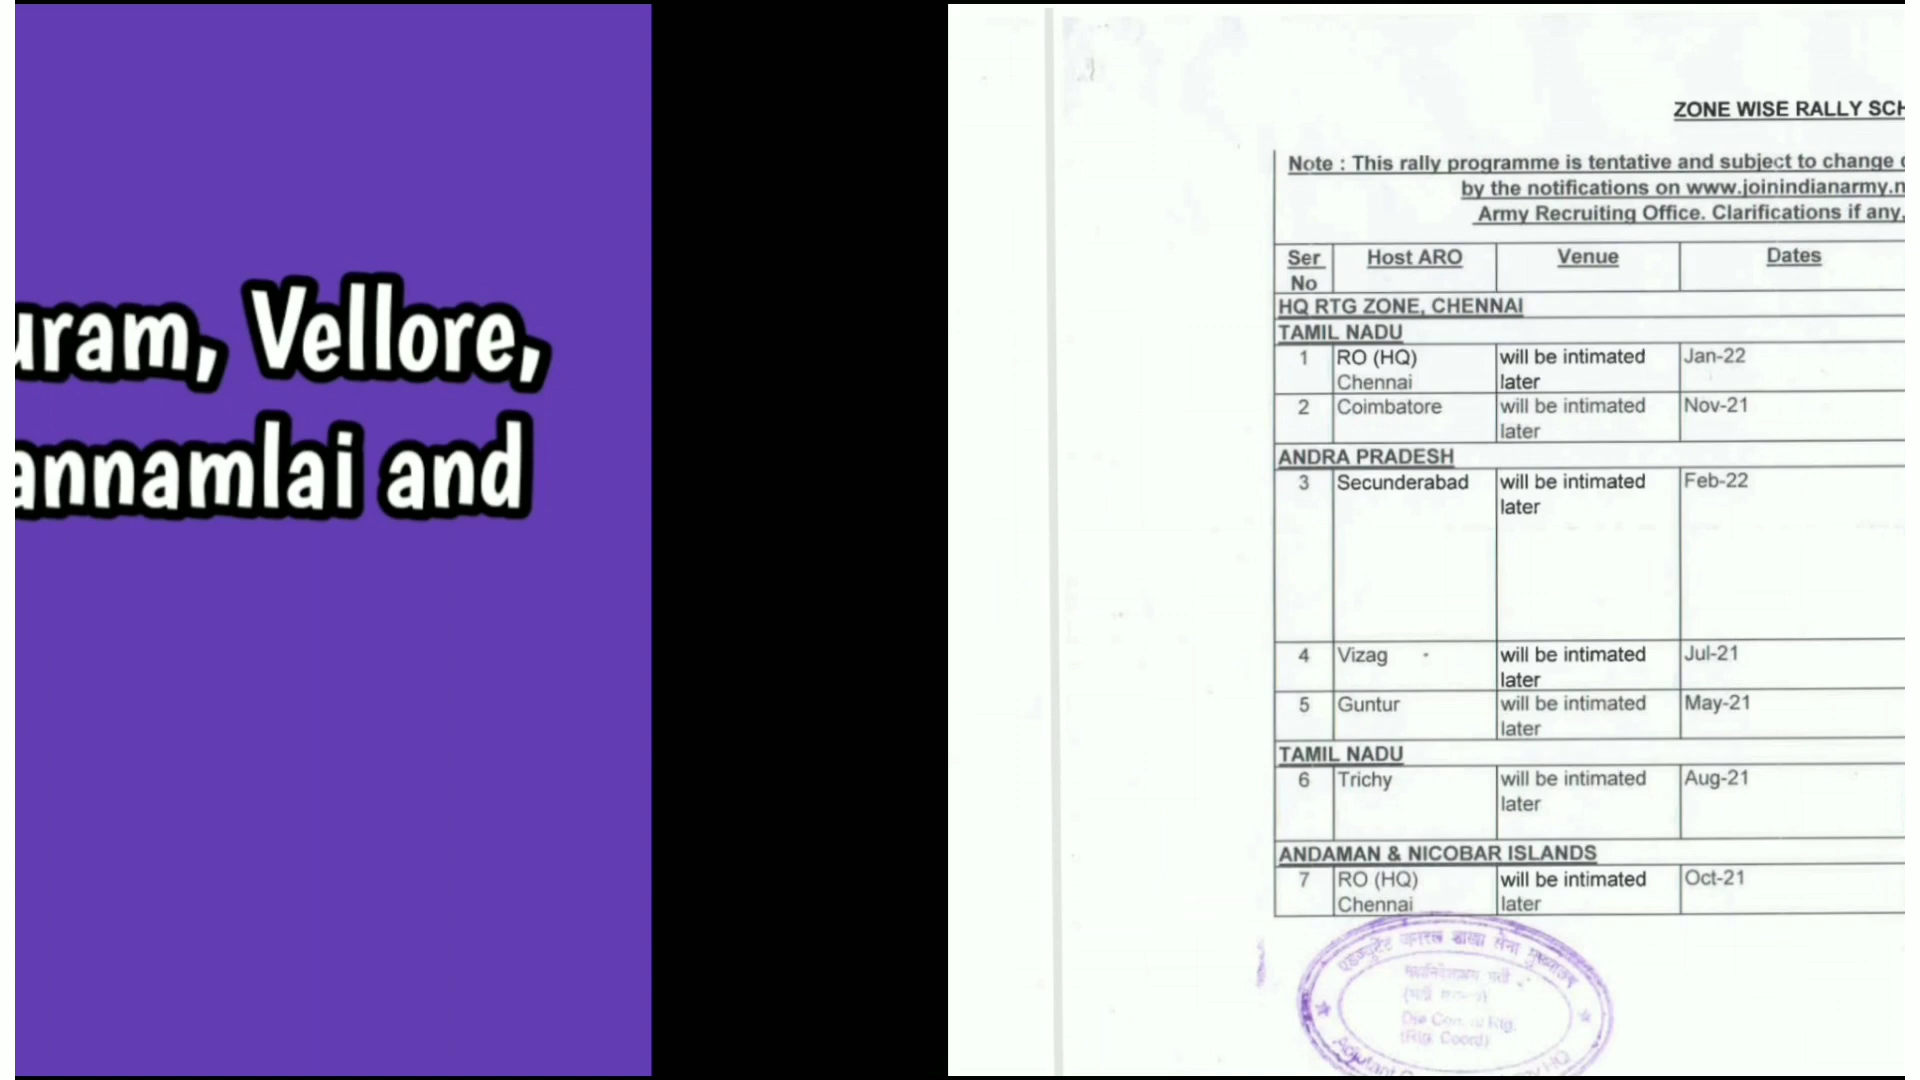 uram, Vellore,
annamlai and
ZONE WISE RALLY SCH
Note : This rally programme is tentative and subject to change
by the notifications on www.joinindianarmy.n
Army Recruiting Office. Clarifications if any,
Ser No Host ARO Venue Dates
HQ RTG ZONE, CHENNAI
TAMIL NADU
1 RO (HQ) will be intimated Jan-22
Chennai later
2 Coimbatore will be intimated Nov-21
later
ANDRA PRADESH
3 Secunderabad will be intimated Feb-22
later
4 Vizag will be intimated Jul-21
later
5 Guntur will be intimated May-21
later
TAMIL NADU
6 Trichy will be intimated Aug-21
later
ANDAMAN & NICOBAR ISLANDS
7 RO (HQ) will be intimated Oct-21
Chennai later
जनरल शाखा सेना
(Rtg. Coord)